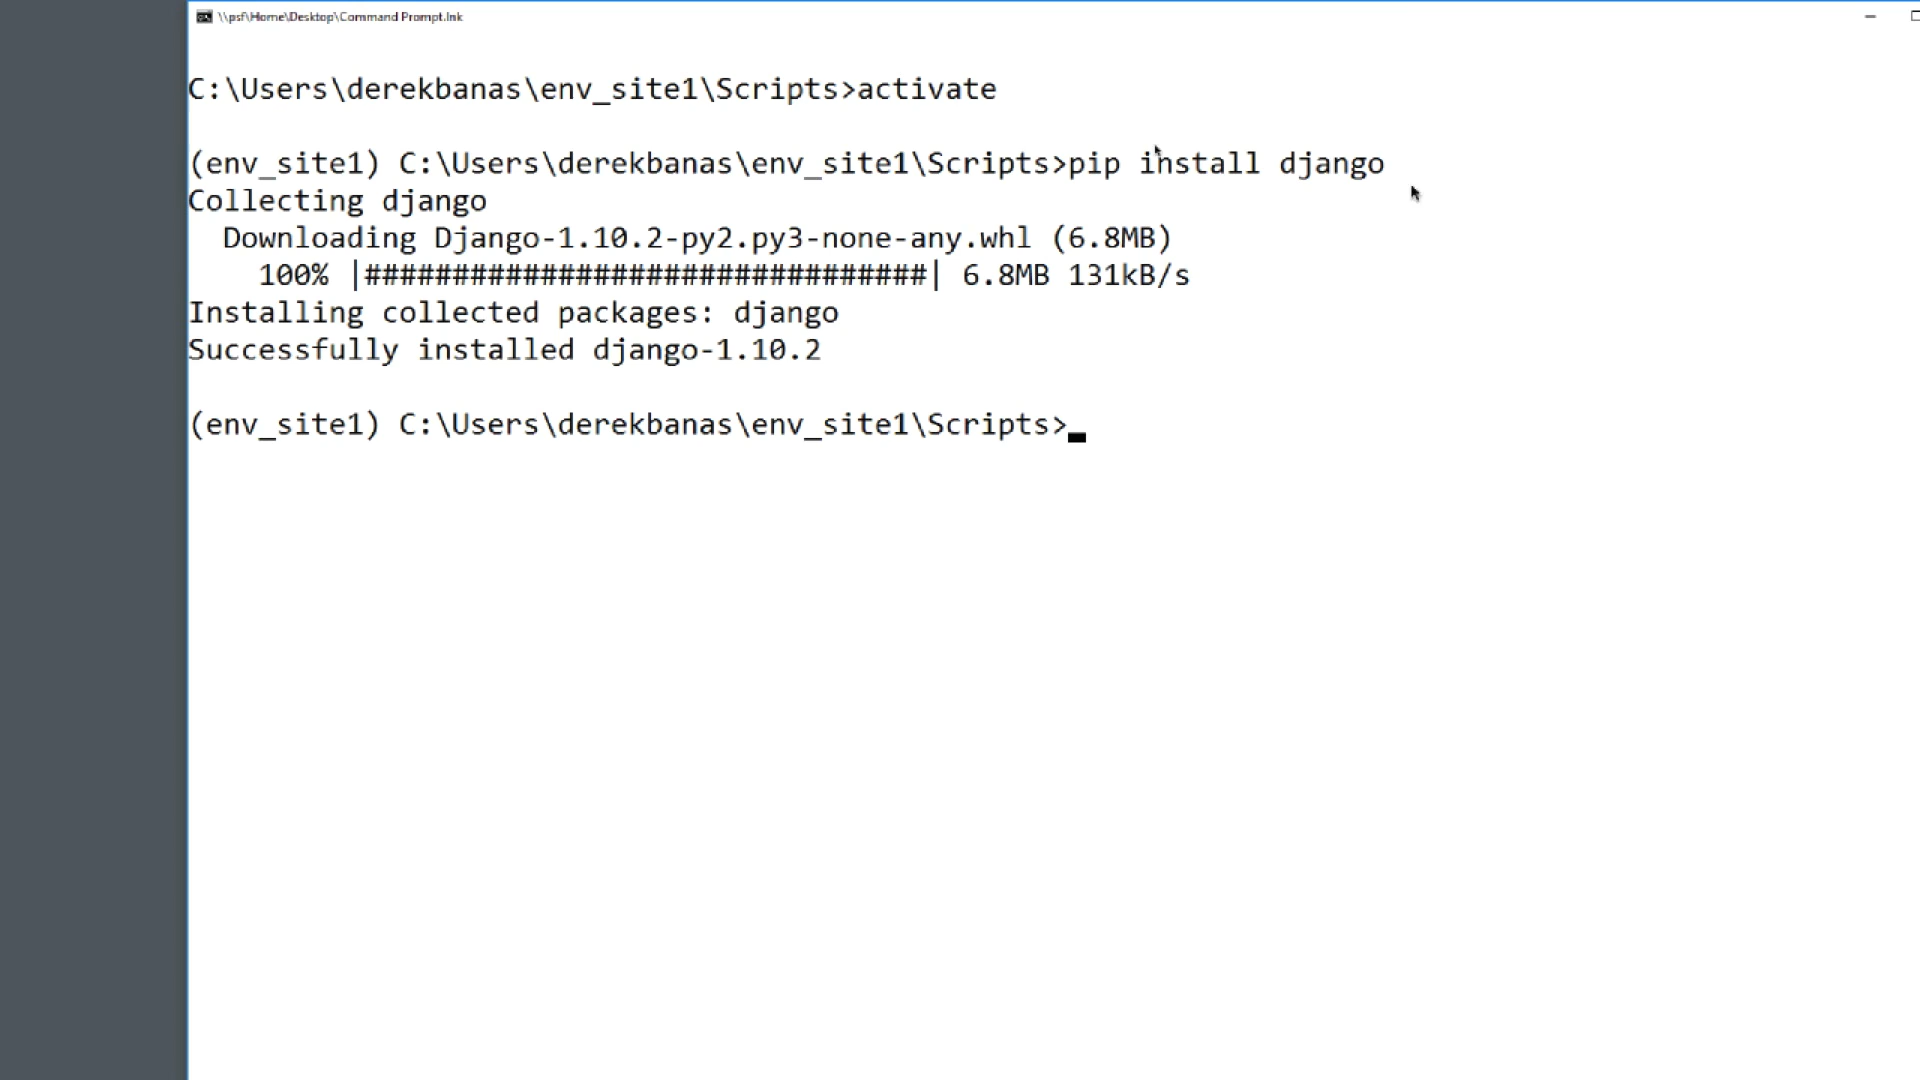 \\psf\Home\Desktop\Command Prompt.lnk
C:\Users\derekbanas\env_site1\Scripts>activate
(env_site1) C:\Users\derekbanas\env_site1\Scripts>pip install django
Collecting django
  Downloading Django-1.10.2-py2.py3-none-any.whl (6.8MB)
    100% |################################| 6.8MB 131kB/s
Installing collected packages: django
Successfully installed django-1.10.2
(env_site1) C:\Users\derekbanas\env_site1\Scripts>